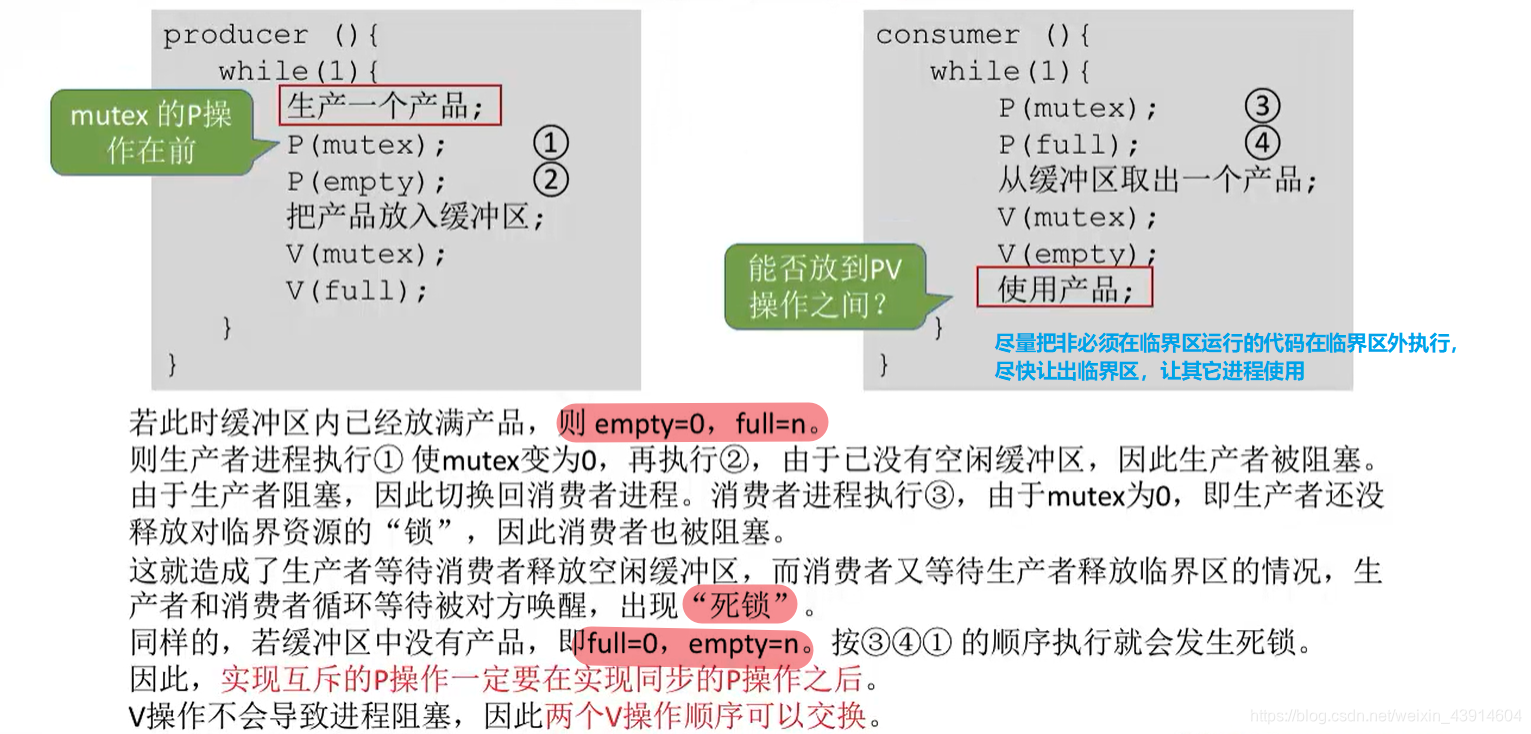 producer (){
while(1){
生产一个产品;
P(mutex); ①
P(empty); ②
把产品放入缓冲区;
V(mutex);
V(full);
}
}
mutex 的P操
作在前
consumer (){
while(1){
P(mutex); ③
P(full); ④
从缓冲区取出一个产品;
V(mutex);
V(empty);
使用产品;
}
}
能否放到PV
操作之间?
尽量把非必须在临界区运行的代码在临界区外执行,
尽快让出临界区，让其它进程使用
若此时缓冲区内已经放满产品，则 empty=0，full=n。
则生产者进程执行① 使mutex变为0，再执行②，由于已没有空闲缓冲区，因此生产者被阻塞。
由于生产者阻塞，因此切换回消费者进程。消费者进程执行③，由于mutex为0，即生产者还没
释放对临界资源的“锁”，因此消费者也被阻塞。
这就造成了生产者等待消费者释放空闲缓冲区，而消费者又等待生产者释放临界区的情况，生
产者和消费者循环等待被对方唤醒，出现“死锁”。
同样的，若缓冲区中没有产品，即full=0，empty=n。按③④① 的顺序执行就会发生死锁。
因此，实现互斥的P操作一定要在实现同步的P操作之后。
V操作不会导致进程阻塞，因此两个V操作顺序可以交换。
https://blog.csdn.net/weixin_43914604